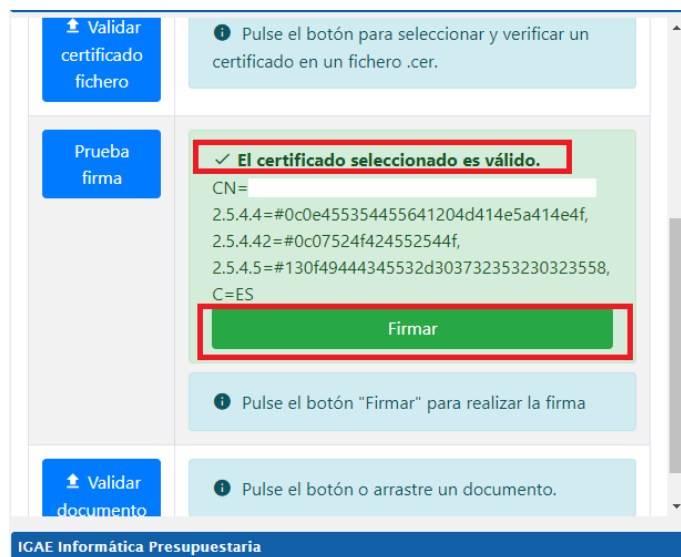 Validar
certificado
fichero
Pulse el botón para seleccionar y verificar un
certificado en un fichero .cer.
Prueba
firma
El certificado seleccionado es válido.
CN=
2.5.4.4=#0c0e455354455641204d414e5a414e4f,
2.5.4.42=#0c07524f424552544f,
2.5.4.5=#130f49444345532d303732353230323558,
C=ES
Firmar
Pulse el botón "Firmar" para realizar la firma
Validar
documento
Pulse el botón o arrastre un documento.
IGAE Informática Presupuestaria